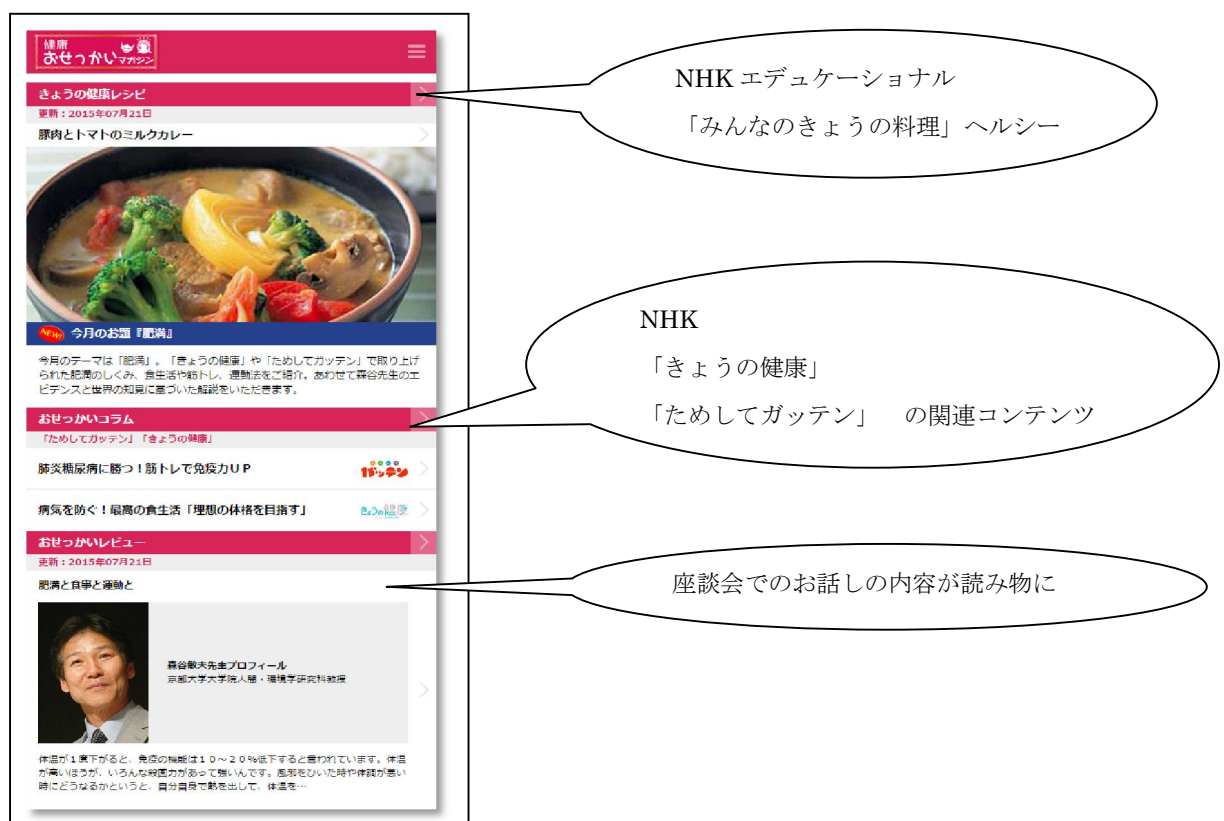 健康
おせっかいマガジン
きょうの健康レシピ
更新：2015年07月21日
豚肉とトマトのミルクカレー
NEW! 今月のお題『肥満』
今月のテーマは「肥満」。「きょうの健康」や「ためしてガッテン」で取り上げ
られた肥満のしくみ、食生活や筋トレ、運動法をご紹介。あわせて森谷先生のエ
ビデンスと世界の知見に基づいた解説をいただきます。
おせっかいコラム
「ためしてガッテン」「きょうの健康」
肺炎糖尿病に勝つ！筋トレで免疫力ＵＰ
ガッテン
病気を防ぐ！最高の食生活「理想の体格を目指す」
きょうの健康
おせっかいレビュー
更新：2015年07月21日
肥満と食事と運動と
森谷敏夫先生プロフィール
京都大学大学院人間・環境学研究科教授
体温が１度下がると、免疫の機能は１０～２０%低下すると言われています。体温
が高いほうが、いろんな殺菌力があって強いんです。風邪をひいた時や体調が悪い
時にどうなるかというと、自分自身で熱を出して、体温を…
NHK エデュケーショナル
「みんなのきょうの料理」ヘルシー
NHK
「きょうの健康」
「ためしてガッテン」　の関連コンテンツ
座談会でのお話しの内容が読み物に